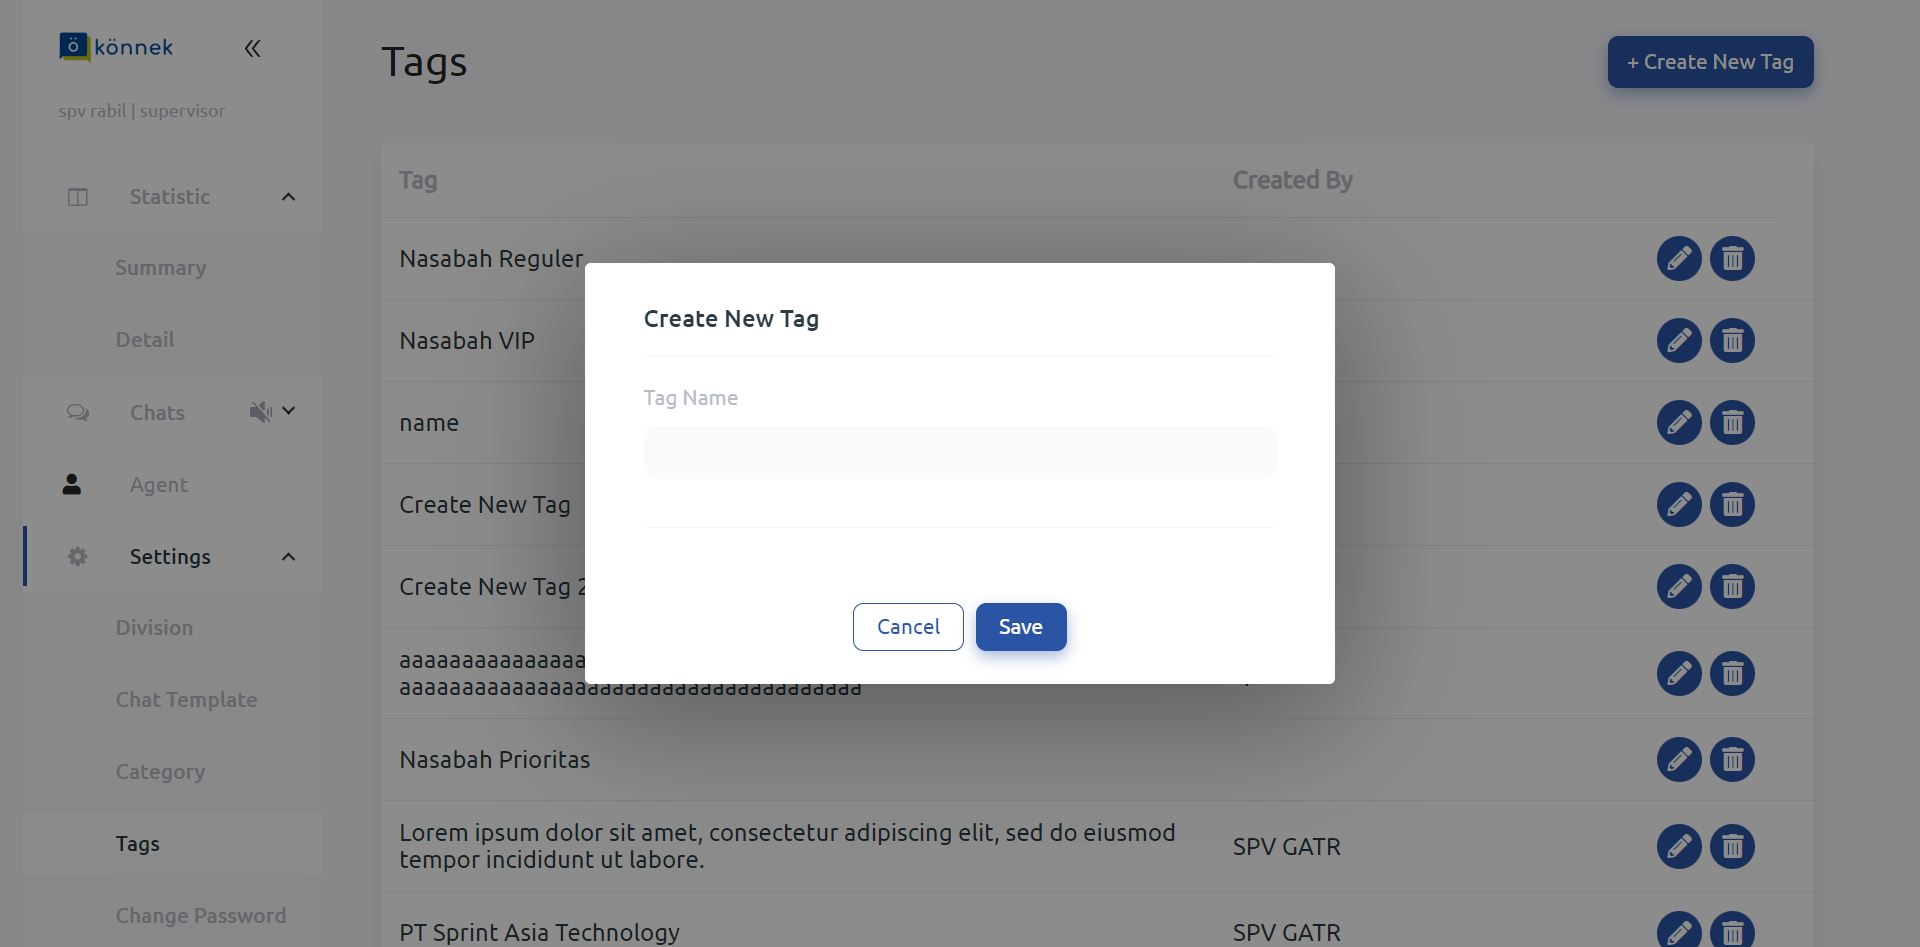 könnek
spv rabil | supervisor
Statistic
Summary
Detail
Chats
Agent
Settings
Division
Chat Template
Category
Tags
Change Password
Tags
+ Create New Tag
Tag
Created By
Nasabah Reguler
Nasabah VIP
name
Create New Tag
Create New Tag 2
Nasabah Prioritas
Lorem ipsum dolor sit amet, consectetur adipiscing elit, sed do eiusmod
tempor incididunt ut labore.
SPV GATR
PT Sprint Asia Technology
SPV GATR
Create New Tag
Tag Name
Cancel
Save